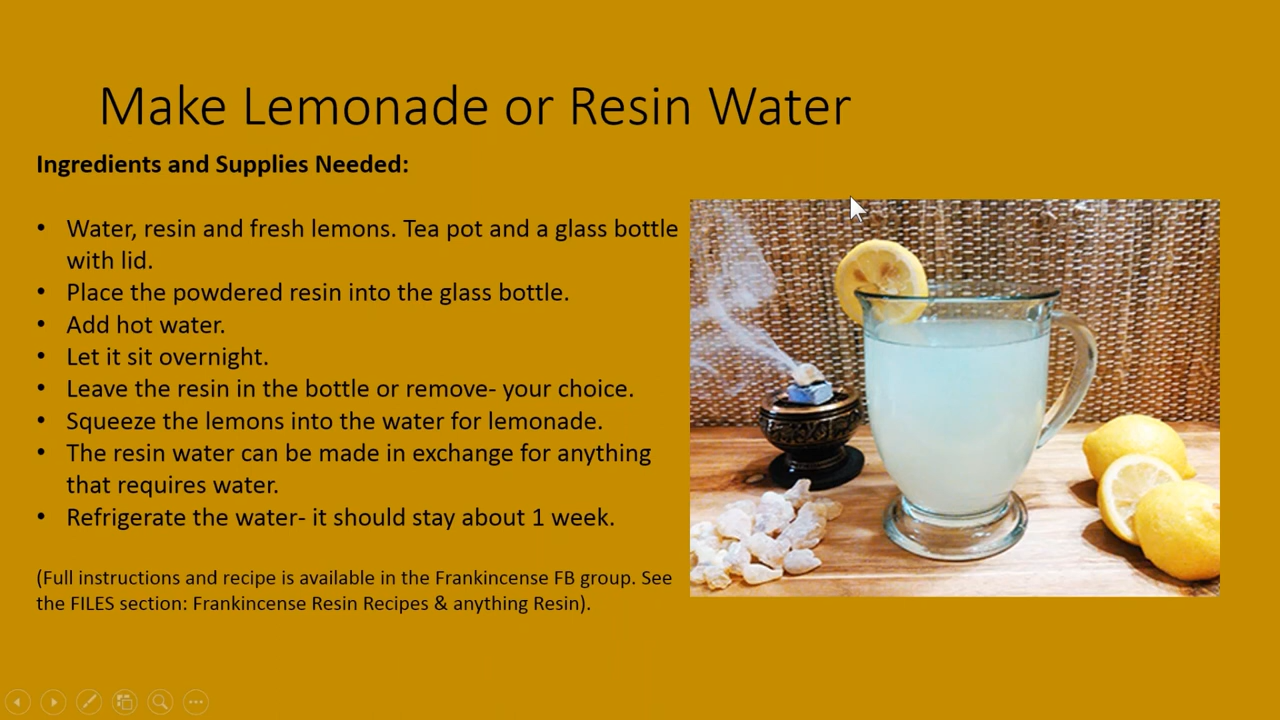 Make Lemonade or Resin Water
Ingredients and Supplies Needed:
• Water, resin and fresh lemons. Tea pot and a glass bottle
with lid.
• Place the powdered resin into the glass bottle.
• Add hot water.
• Let it sit overnight.
• Leave the resin in the bottle or remove- your choice.
• Squeeze the lemons into the water for lemonade.
• The resin water can be made in exchange for anything
that requires water.
• Refrigerate the water- it should stay about 1 week.
(Full instructions and recipe is available in the Frankincense FB group. See
the FILES section: Frankincense Resin Recipes & anything Resin).